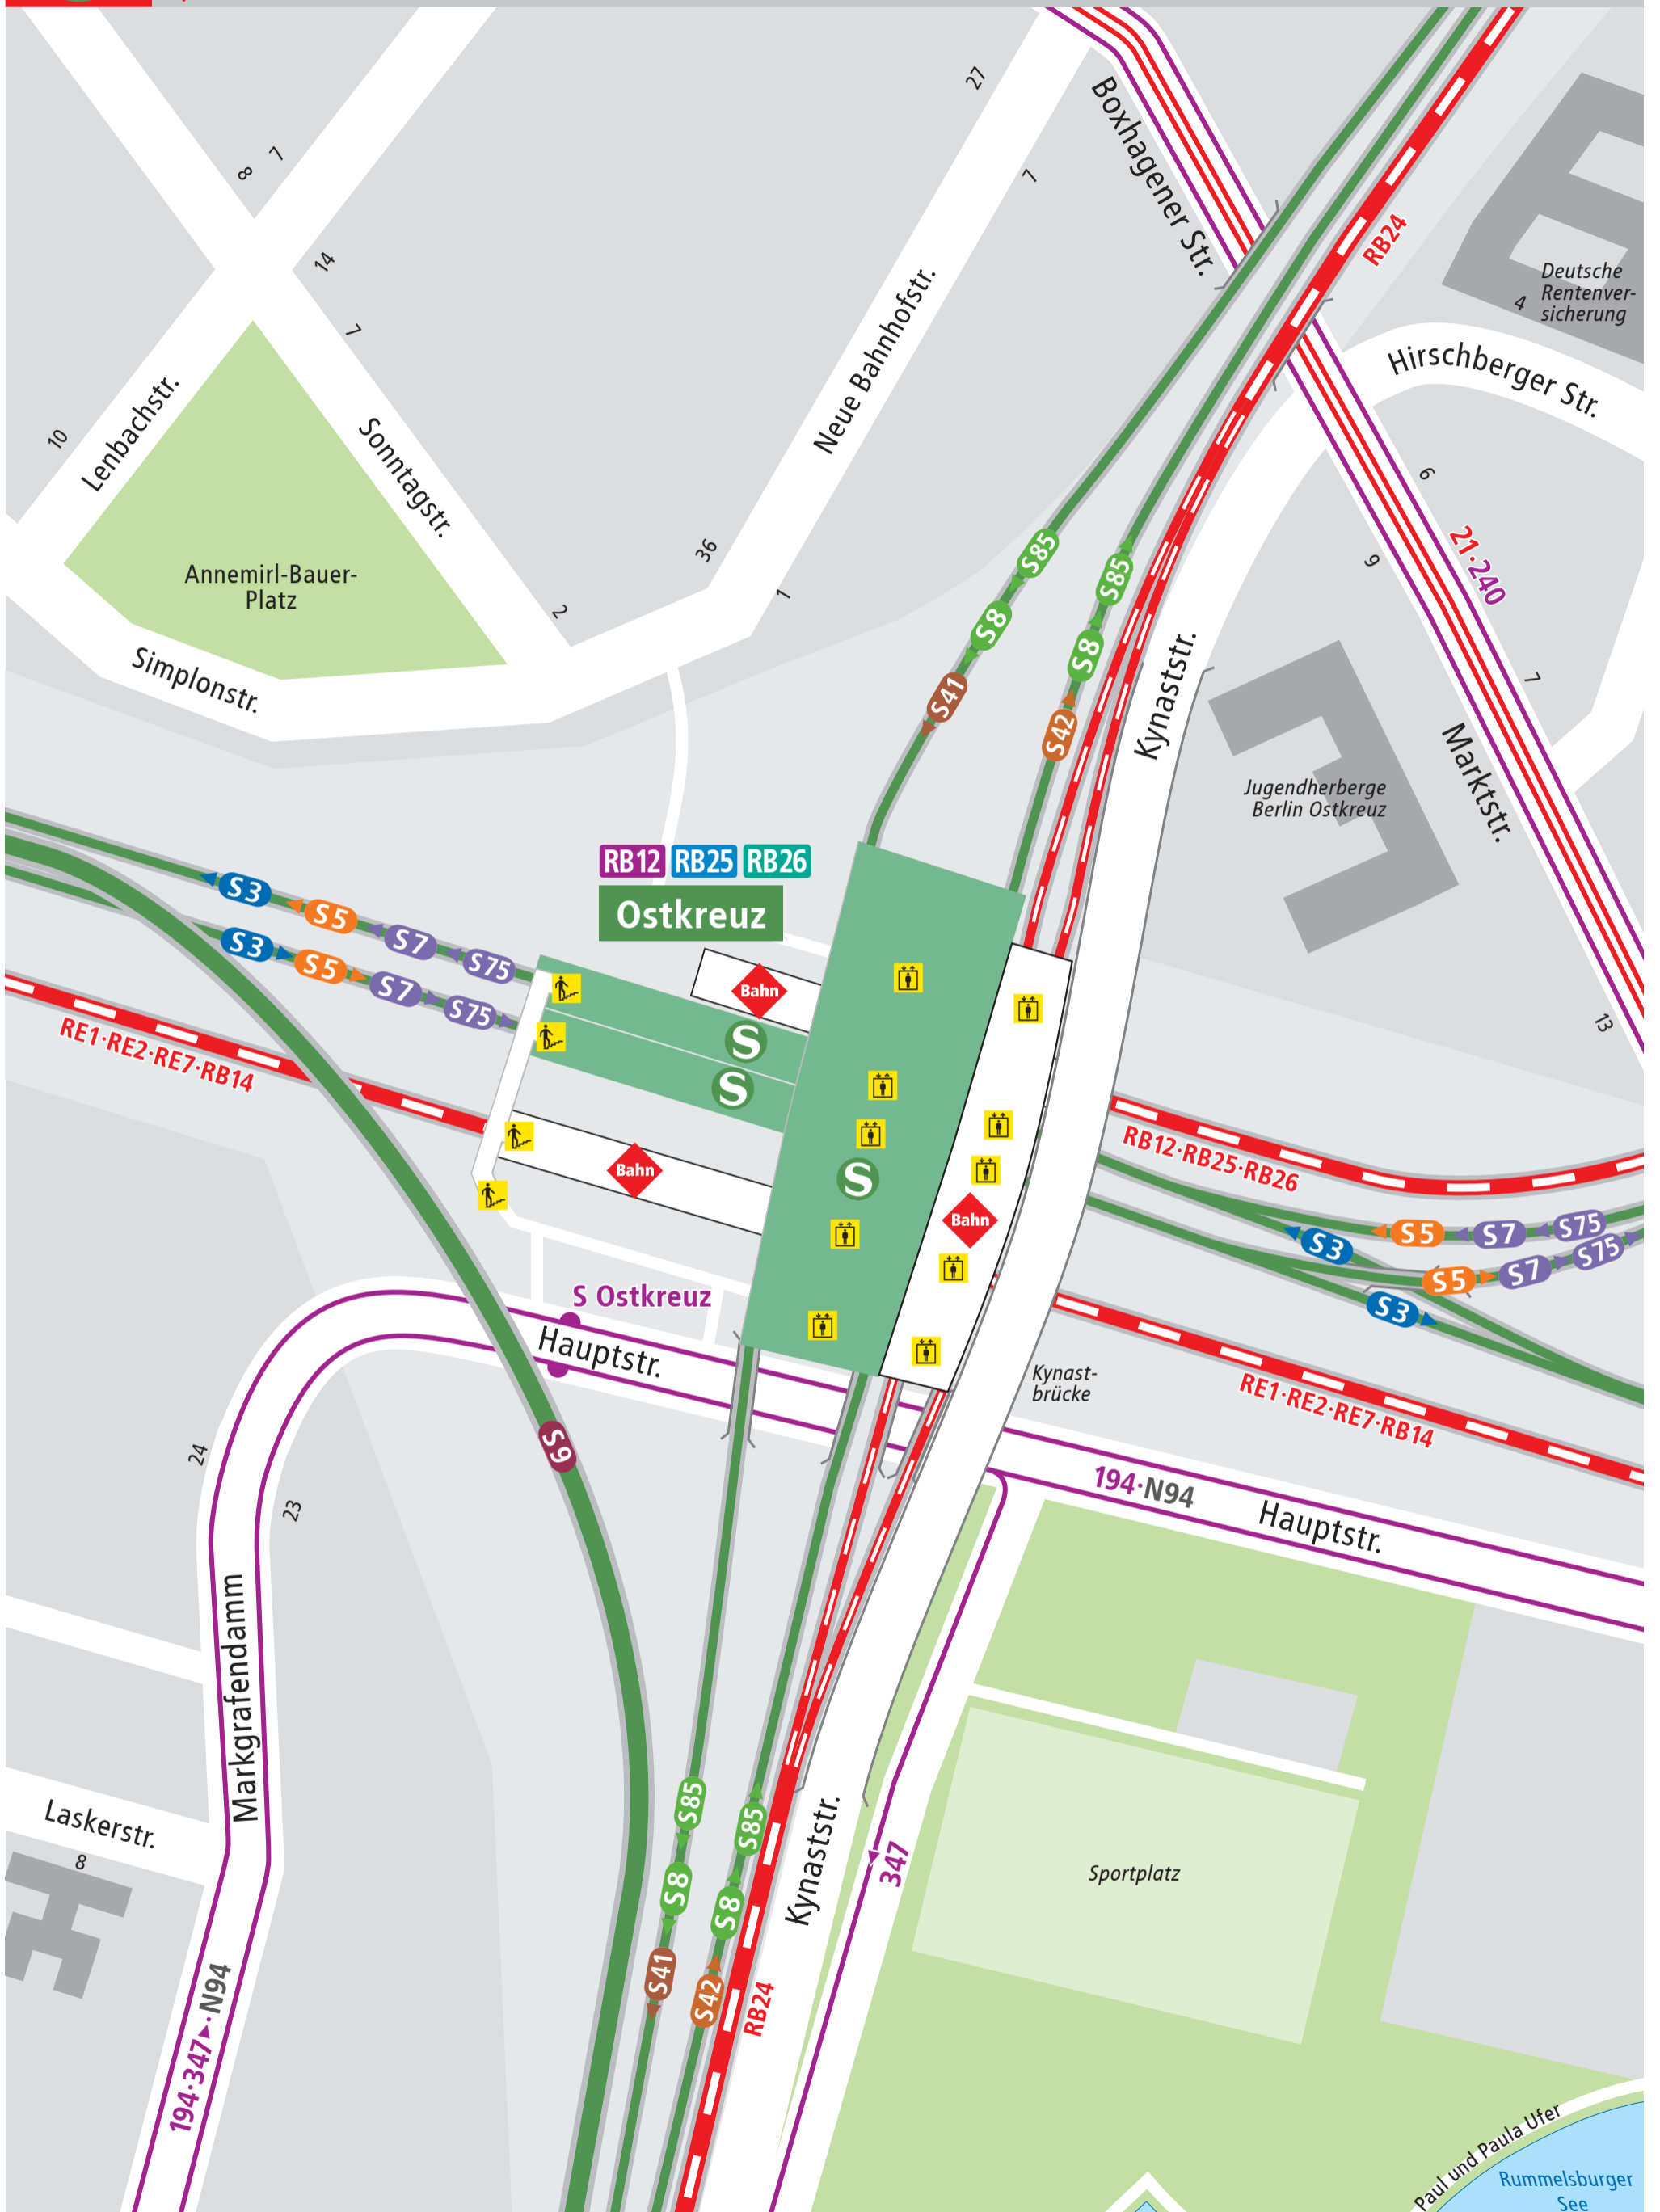 27
7
Boxhagener Str.
8
7
14
7
RB24
Deutsche
Rentenver-
sicherung
4
Hirschberger Str.
Neue Bahnhofstr.
Lenbachstr.
10
Sonntagstr.
6
9
21·240
36
1
2
Annemirl-Bauer-
Platz
Simplonstr.
S85
S8
S41
S85
S8
S42
Kynaststr.
7
Marktstr.
Jugendherberge
Berlin Ostkreuz
13
RB12 RB25 RB26
Ostkreuz
S3
S5
S7
S75
S3
S5
S7
S75
RE1·RE2·RE7·RB14
Bahn
S
S
Bahn
S
Bahn
RB12·RB25·RB26
S3
S5
S7
S75
S5
S7
S75
S3
RE1·RE2·RE7·RB14
Kynast-
brücke
S Ostkreuz
Hauptstr.
S9
24
23
194·N94
Hauptstr.
Markgrafendamm
Laskerstr.
8
194·347·N94
S85
S8
S41
S85
S8
S42
RB24
Kynaststr.
347
Sportplatz
Paul und Paula Ufer
Rummelsburger
See